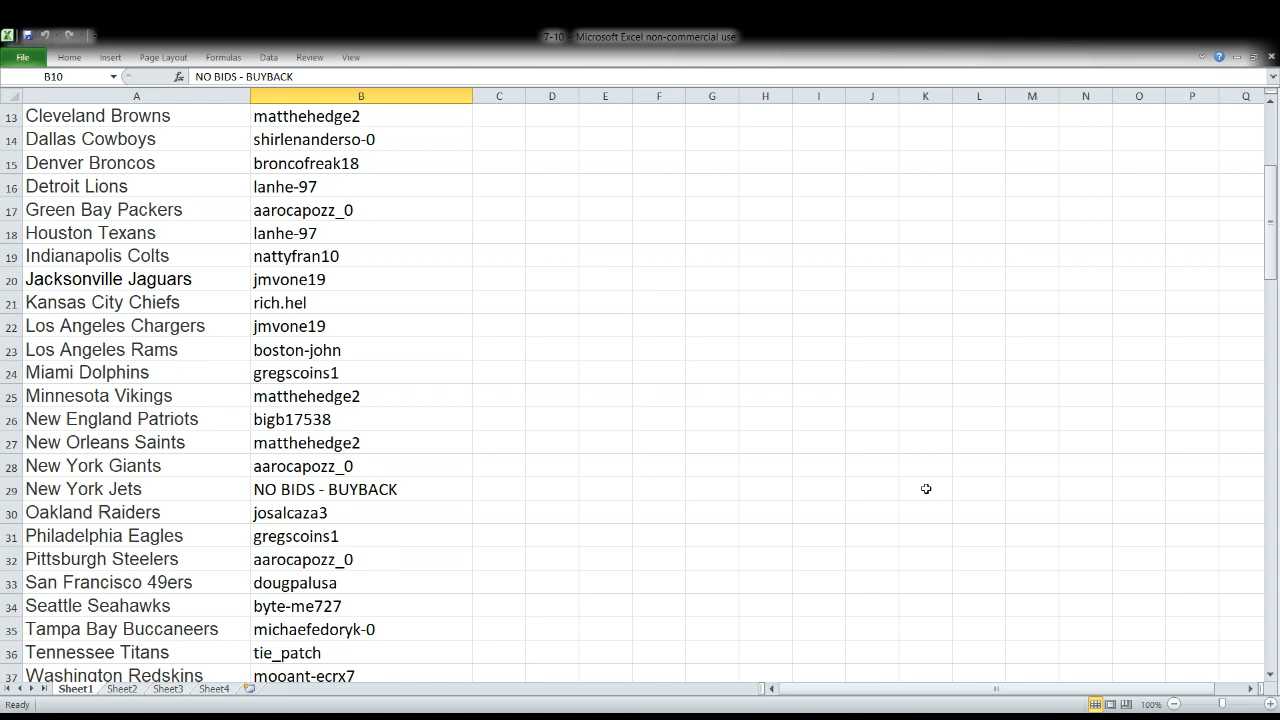 7-10 - Microsoft Excel non-commercial use
File Home Insert Page Layout Formulas Data Review View
B10 fx NO BIDS - BUYBACK
A B C D E F G H I J K L M N O P Q
13 Cleveland Browns matthehedge2
14 Dallas Cowboys shirlenanderso-0
15 Denver Broncos broncofreak18
16 Detroit Lions lanhe-97
17 Green Bay Packers aarocapozz_0
18 Houston Texans lanhe-97
19 Indianapolis Colts nattyfran10
20 Jacksonville Jaguars jmvone19
21 Kansas City Chiefs rich.hel
22 Los Angeles Chargers jmvone19
23 Los Angeles Rams boston-john
24 Miami Dolphins gregscoins1
25 Minnesota Vikings matthehedge2
26 New England Patriots bigb17538
27 New Orleans Saints matthehedge2
28 New York Giants aarocapozz_0
29 New York Jets NO BIDS - BUYBACK
30 Oakland Raiders josalcaza3
31 Philadelphia Eagles gregscoins1
32 Pittsburgh Steelers aarocapozz_0
33 San Francisco 49ers dougpalusa
34 Seattle Seahawks byte-me727
35 Tampa Bay Buccaneers michaefedoryk-0
36 Tennessee Titans tie_patch
37 Washington Redskins mooant-ecrx7
Sheet1 Sheet2 Sheet3 Sheet4
Ready 100%